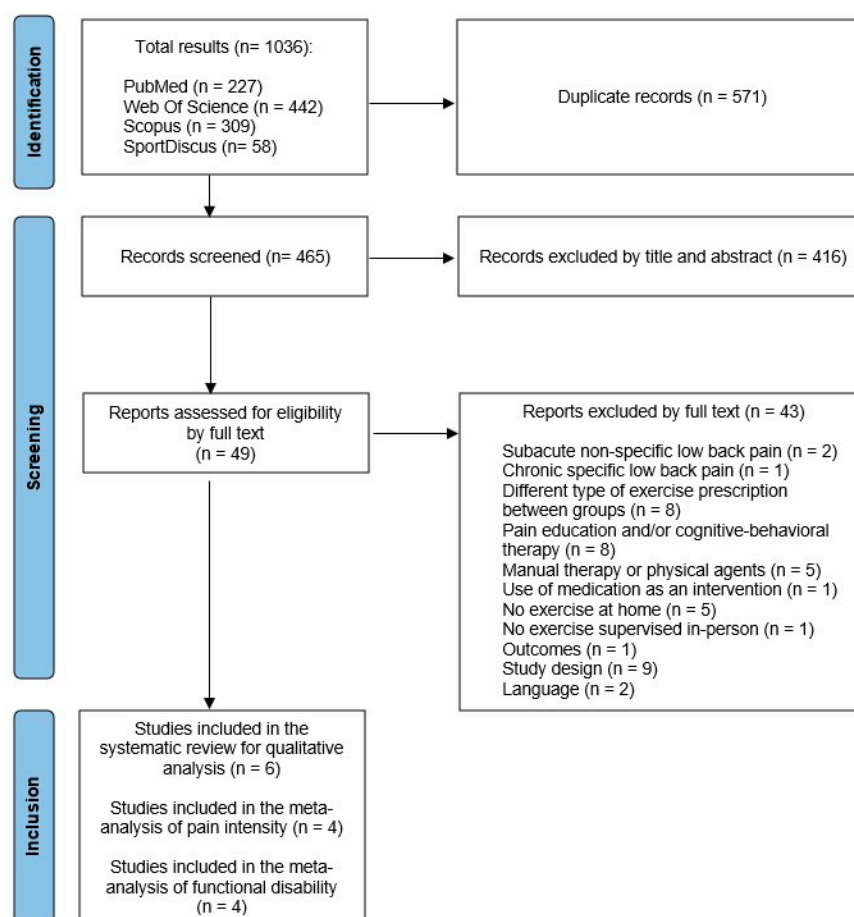 Identification
Total results (n= 1036):
PubMed (n = 227)
Web Of Science (n = 442)
Scopus (n = 309)
SportDiscus (n= 58)
Duplicate records (n = 571)
Screening
Records screened (n= 465)
Records excluded by title and abstract (n = 416)
Reports assessed for eligibility
by full text
(n = 49)
Reports excluded by full text (n = 43)
Subacute non-specific low back pain (n = 2)
Chronic specific low back pain (n = 1)
Different type of exercise prescription
between groups (n = 8)
Pain education and/or cognitive-behavioral
therapy (n = 8)
Manual therapy or physical agents (n = 5)
Use of medication as an intervention (n = 1)
No exercise at home (n = 5)
No exercise supervised in-person (n = 1)
Outcomes (n = 1)
Study design (n = 9)
Language (n = 2)
Inclusion
Studies included in the
systematic review for qualitative
analysis (n = 6)
Studies included in the meta-
analysis of pain intensity (n = 4)
Studies included in the meta-
analysis of functional disability
(n = 4)